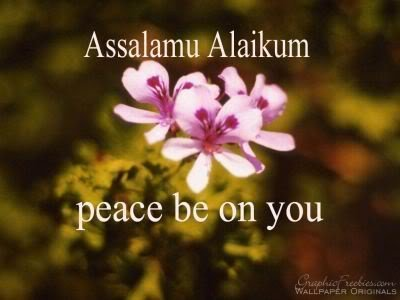 Assalamu Alaikum
peace be on you
GraphicFreebies.com
WALLPAPER ORIGINALS